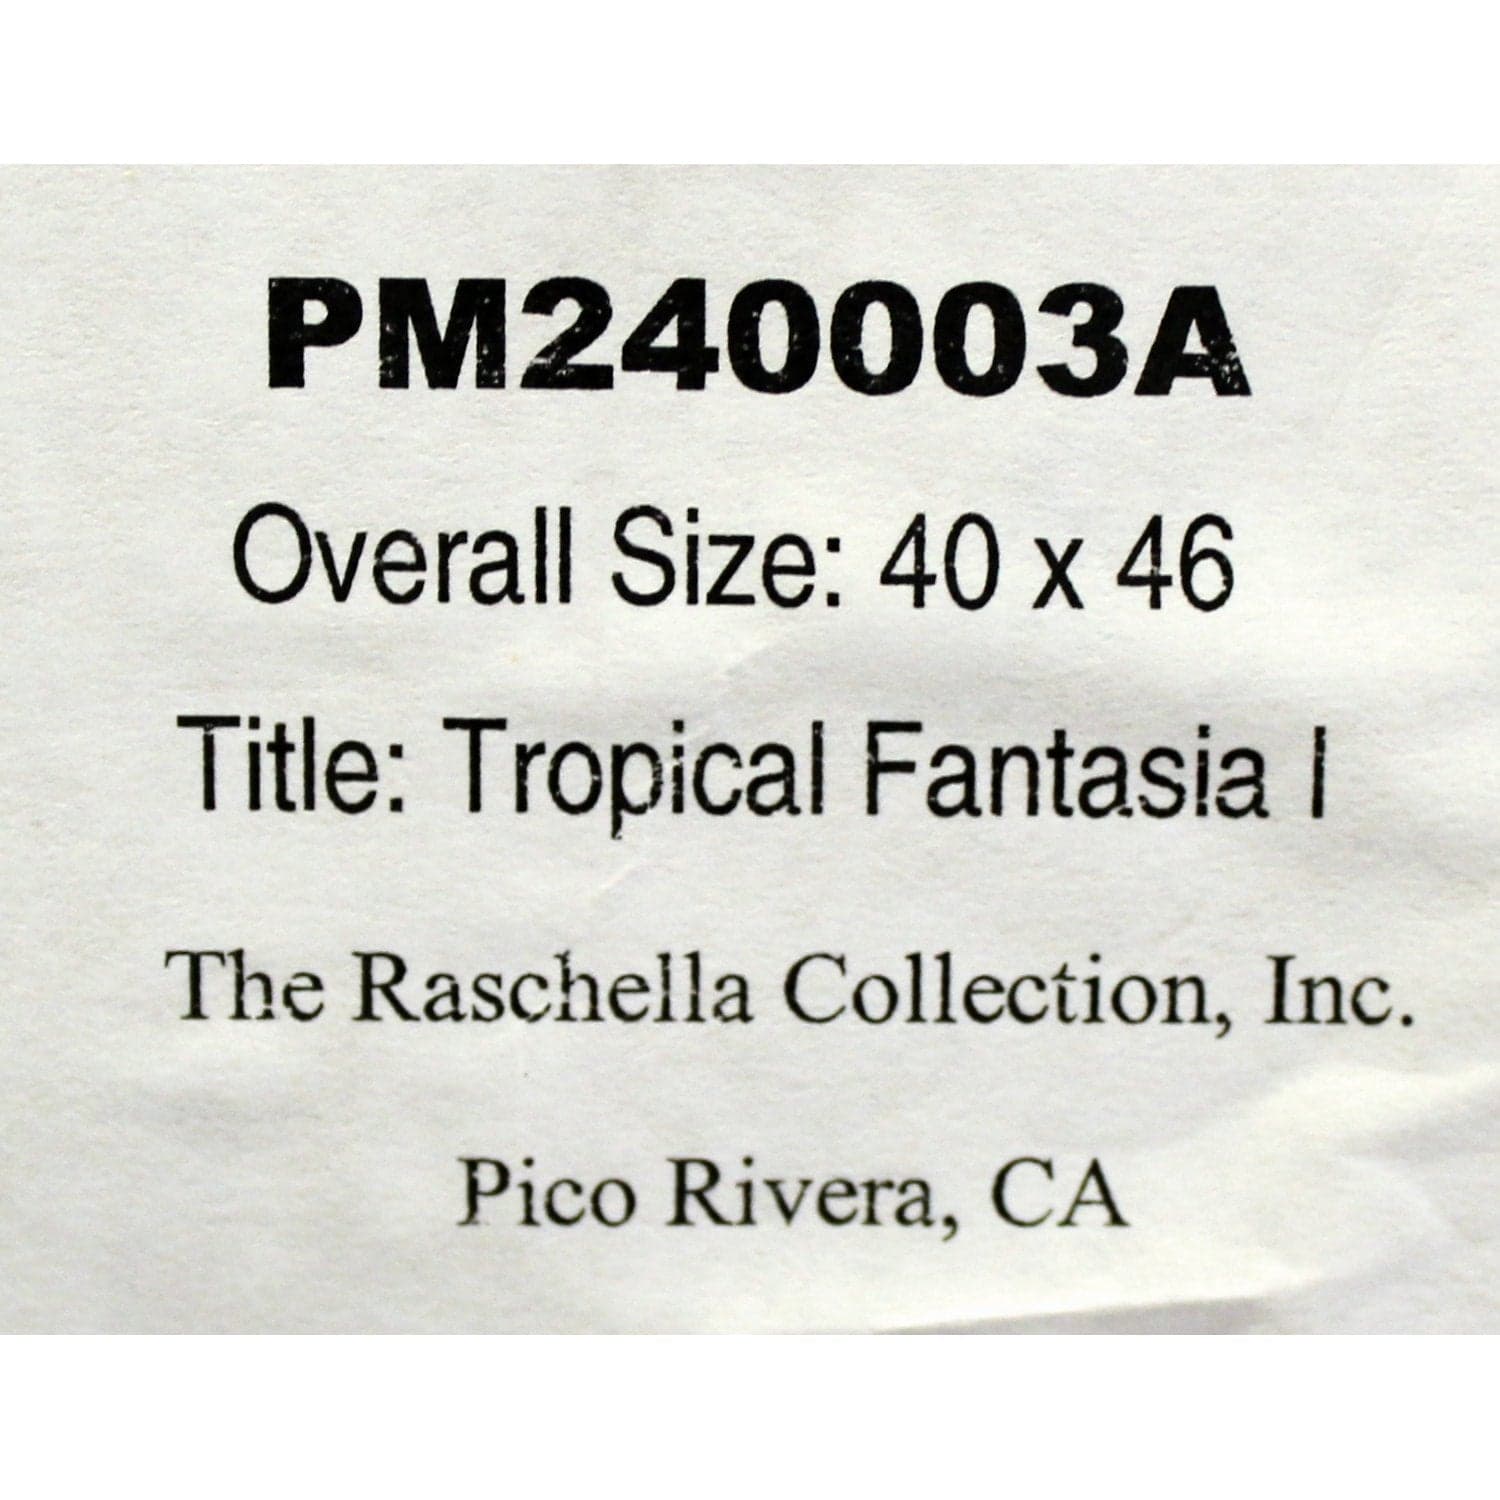 PM240003A
Overall Size: 40 x 46
Title: Tropical Fantasia I
The Raschella Collection, Inc.
Pico Rivera, CA